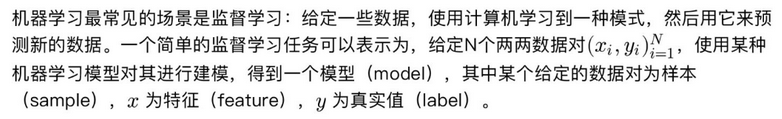 机器学习最常见的场景是监督学习：给定一些数据，使用计算机学习到一种模式，然后用它来预
测新的数据。一个简单的监督学习任务可以表示为，给定N个两两数据对$(x_i, y_i)_{i=1}^{N}$，使用某种
机器学习模型对其进行建模，得到一个模型（model），其中某个给定的数据对为样本
（sample），$x$ 为特征（feature），$y$ 为真实值（label）。